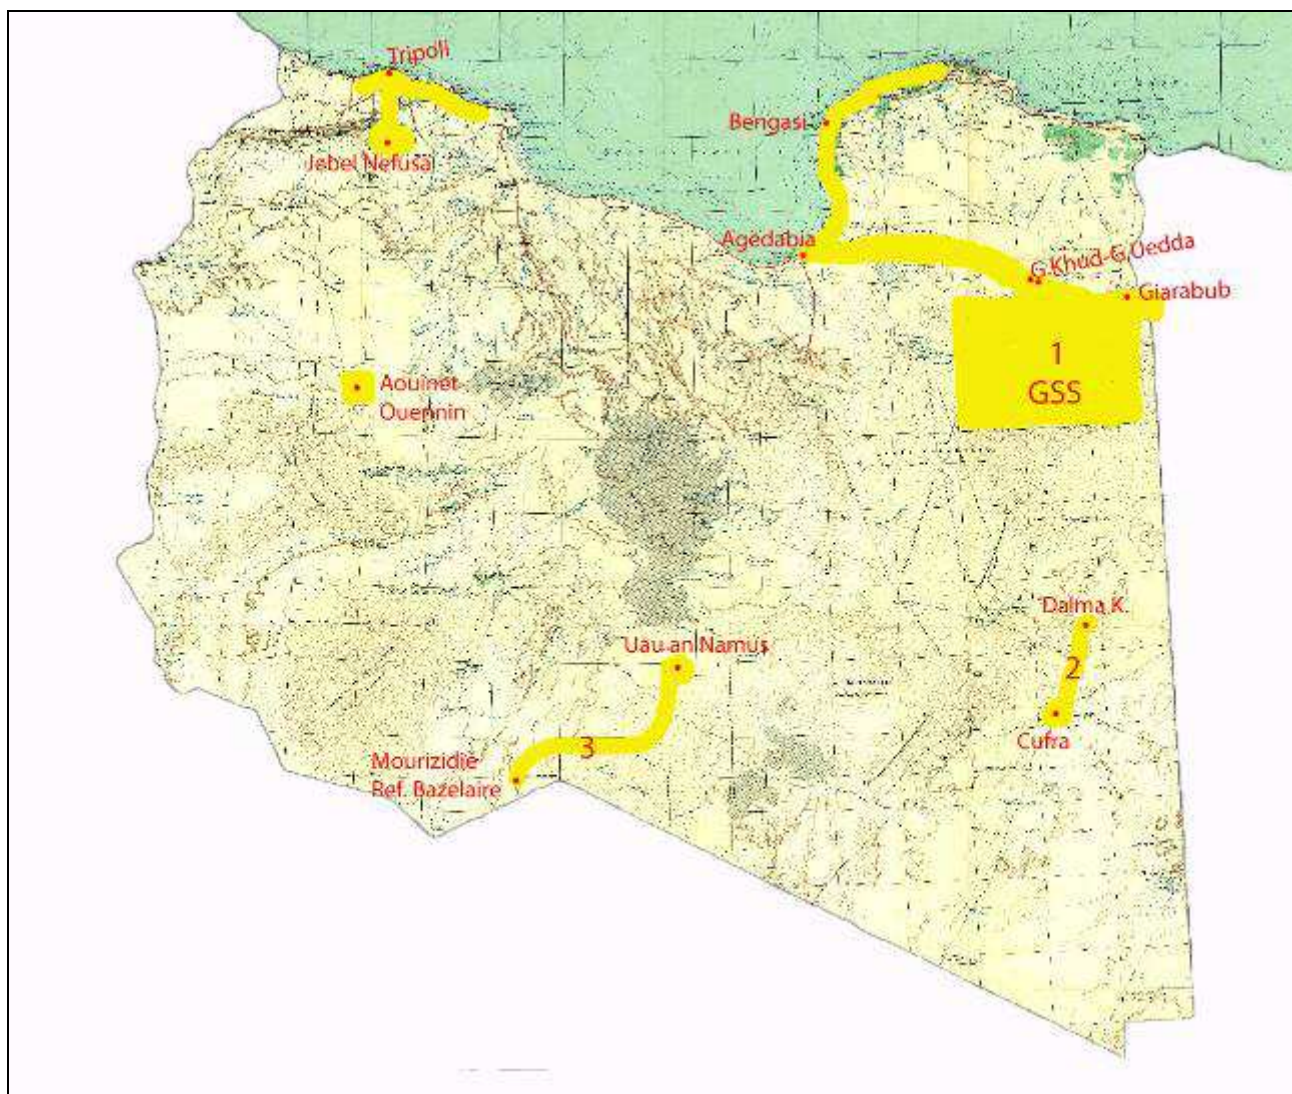 Tripoli
Bengasi
Jebel Nefusa
Agedabia
G.Khud-G.Uedda
Giarabub
1
GSS
Aouinet
Ouennin
Dalma K.
Uau an Namus
2
Cufra
3
Mourizidie
Ref. Bazelaire